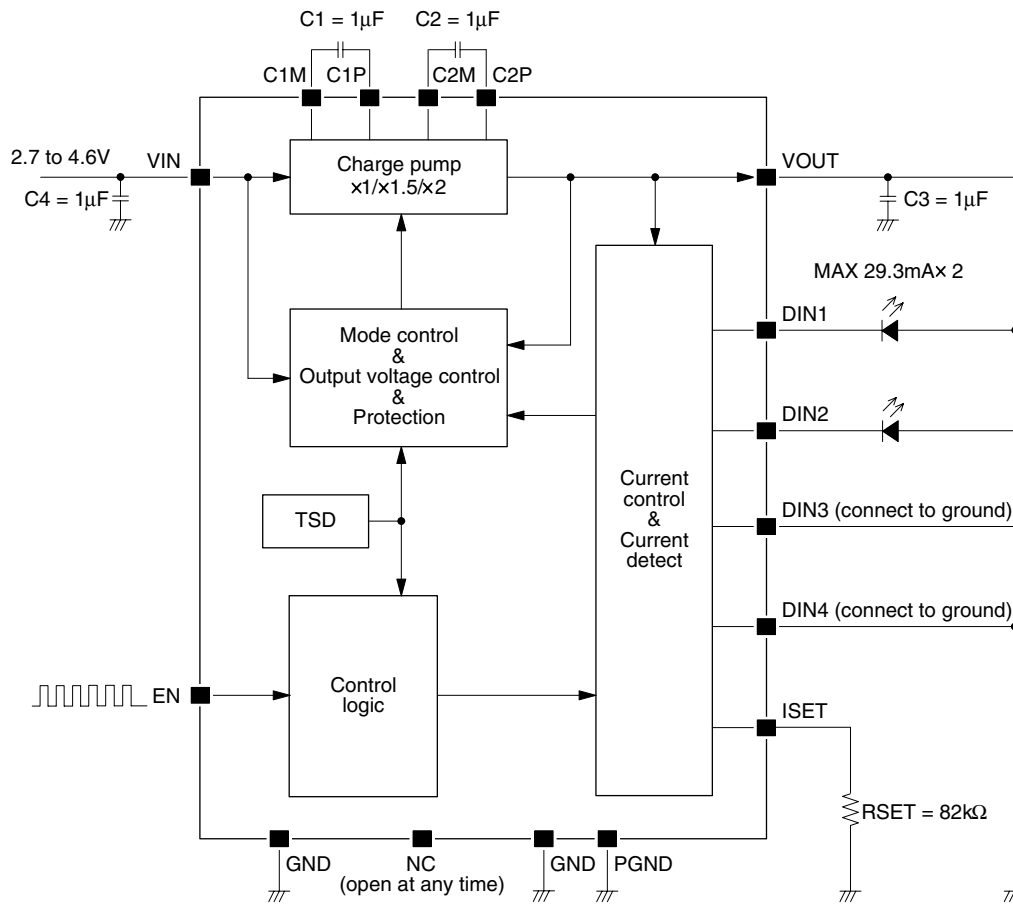 C1 = 1μF
C2 = 1μF
C1M
C1P
C2M
C2P
2.7 to 4.6V
VIN
C4 = 1μF
Charge pump
×1/×1.5/×2
VOUT
C3 = 1μF
MAX 29.3mA× 2
DIN1
Mode control
&
Output voltage control
&
Protection
DIN2
TSD
Current
control
&
Current
detect
DIN3 (connect to ground)
DIN4 (connect to ground)
EN
Control
logic
ISET
RSET = 82kΩ
GND
NC
(open at any time)
GND
PGND